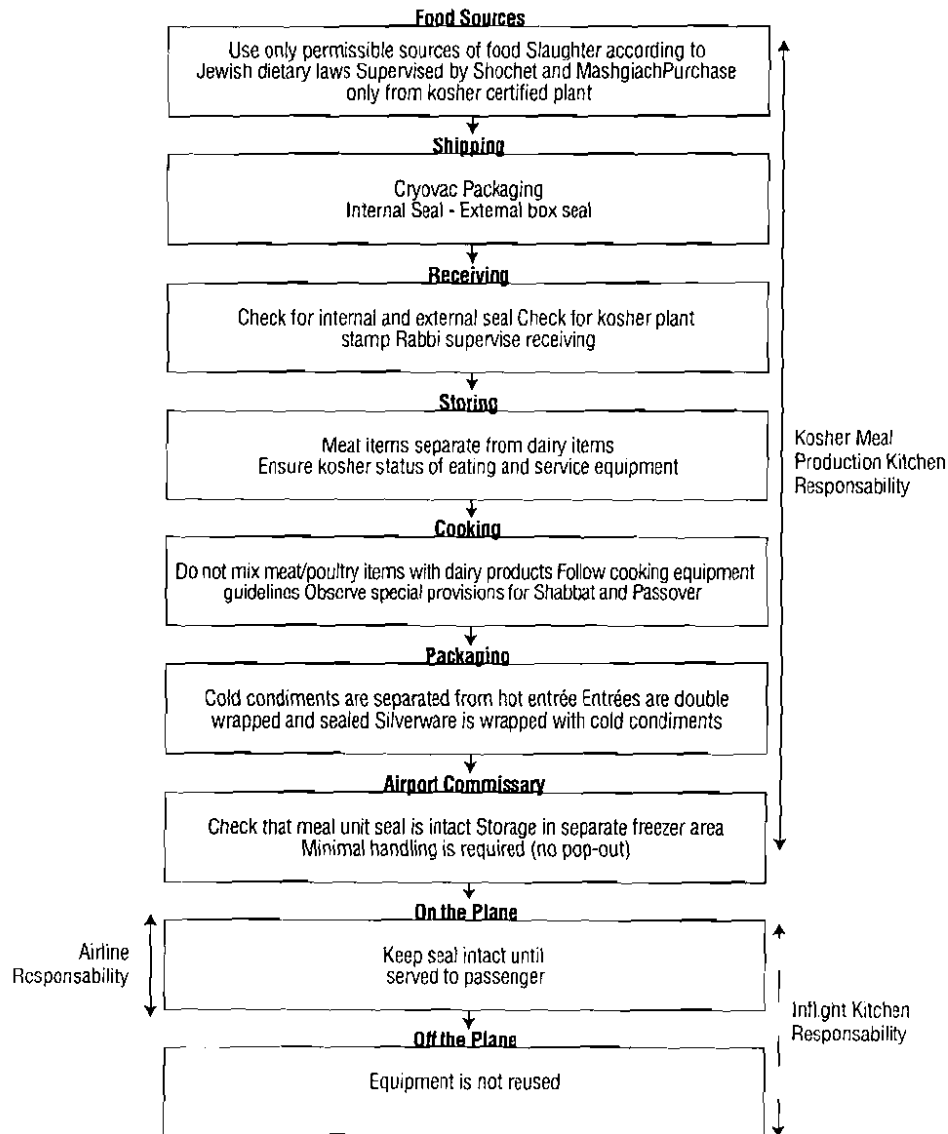 Food Sources
Use only permissible sources of food Slaughter according to
Jewish dietary laws Supervised by Shochet and MashgiachPurchase
only from kosher certified plant
Shipping
Cryovac Packaging
Internal Seal - External box seal
Receiving
Check for internal and external seal Check for kosher plant
stamp Rabbi supervise receiving
Storing
Meat items separate from dairy items
Ensure kosher status of eating and service equipment
Kosher Meal
Production Kitchen
Responsability
Cooking
Do not mix meat/poultry items with dairy products Follow cooking equipment
guidelines Observe special provisions for Shabbat and Passover
Packaging
Cold condiments are separated from hot entrée Entrées are double
wrapped and sealed Silverware is wrapped with cold condiments
Airport Commissary
Check that meal unit seal is intact Storage in separate freezer area
Minimal handling is required (no pop-out)
On the Plane
Airline
Responsability
Keep seal intact until
served to passenger
Inflight Kitchen
Responsability
Off the Plane
Equipment is not reused